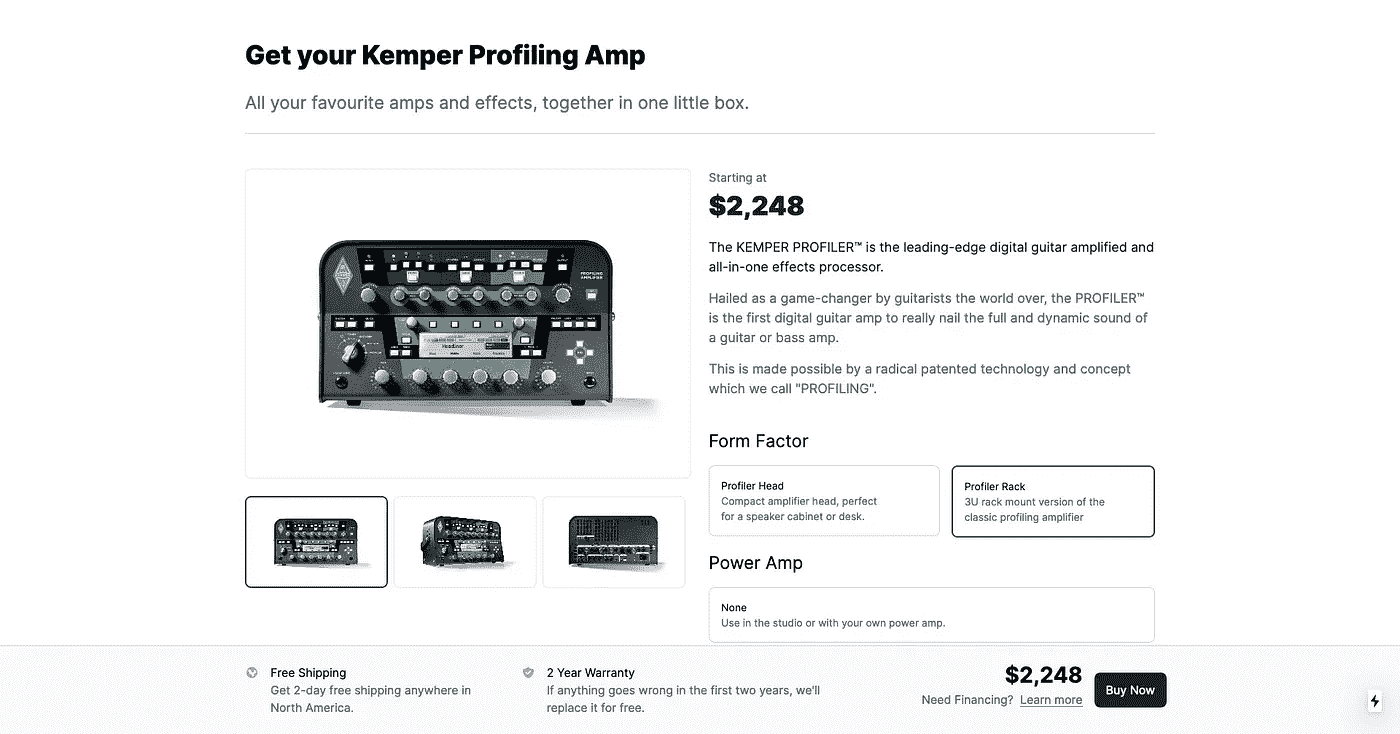 Get your Kemper Profiling Amp
All your favourite amps and effects, together in one little box.
Starting at
$2,248
The KEMPER PROFILER™ is the leading-edge digital guitar amplified and
all-in-one effects processor.
Hailed as a game-changer by guitarists the world over, the PROFILER™
is the first digital guitar amp to really nail the full and dynamic sound of
a guitar or bass amp.
This is made possible by a radical patented technology and concept
which we call "PROFILING".
PROFILING
AMPLIFIER
Form Factor
Profiler Head
Compact amplifier head, perfect
for a speaker cabinet or desk.
Profiler Rack
3U rack mount version of the
classic profiling amplifier
Power Amp
None
Use in the studio or with your own power amp.
Free Shipping
Get 2-day free shipping anywhere in
North America.
2 Year Warranty
If anything goes wrong in the first two years, we'll
replace it for free.
$2,248
Need Financing? Learn more
Buy Now